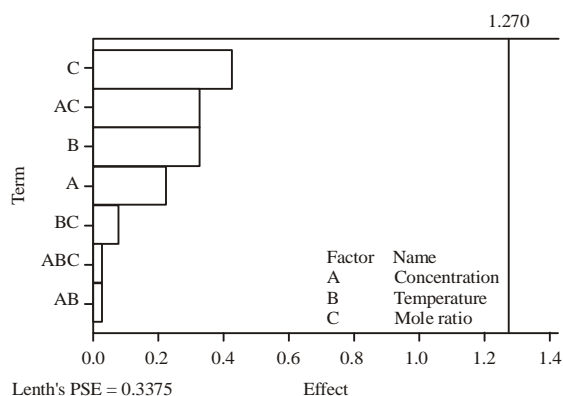 1.270
Term
C
AC
B
A
BC
ABC
AB
Factor Name
A Concentration
B Temperature
C Mole ratio
0.0 0.2 0.4 0.6 0.8 1.0 1.2 1.4
Lenth's PSE = 0.3375 Effect